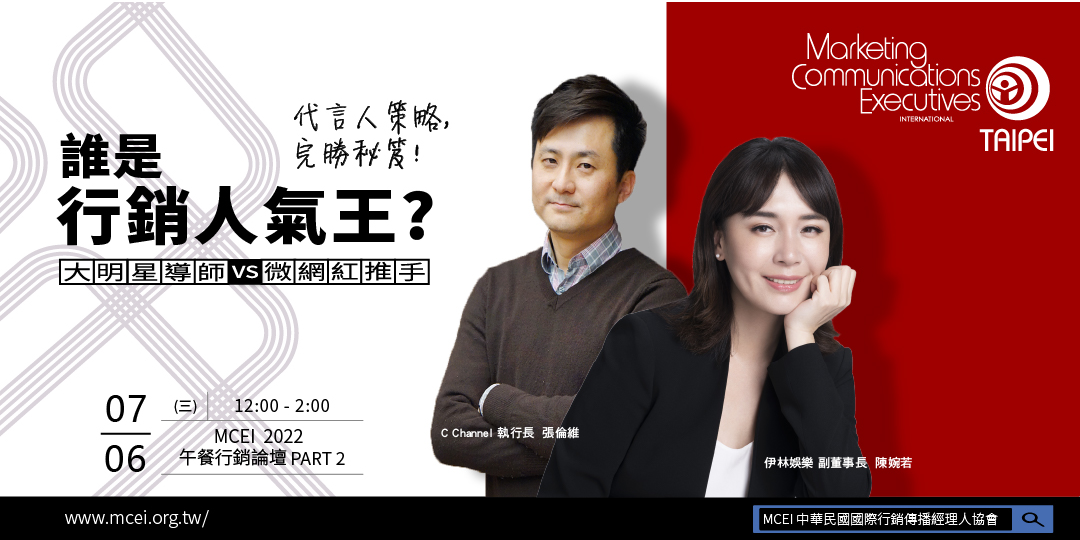 代言人策略,
完勝秘笈!
誰是
行銷人氣王?
大明星導師VS微網紅推手
07
06
(三)
12:00 - 2:00
MCEI 2022
午餐行銷論壇 PART 2
Marketing
Communications
Executives
INTERNATIONAL
TAIPEI
C Channel 執行長 張倫維
伊林娛樂 副董事長 陳婉若
www.mcei.org.tw/
MCEI 中華民國國際行銷傳播經理人協會